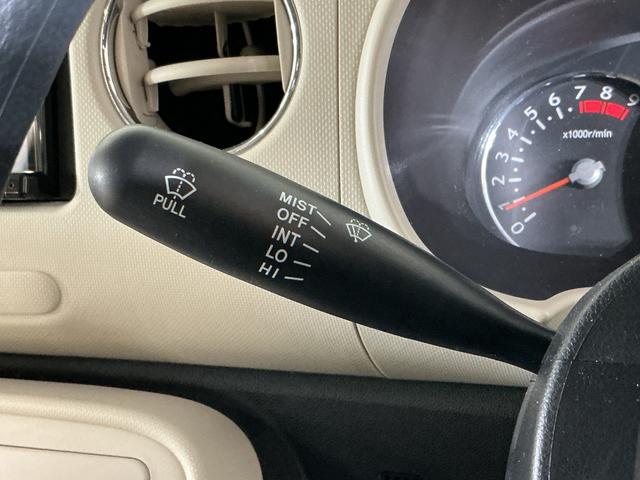 PULL
MIST
OFF
INT
LO
HI
0 1 2 3 4 5 6 7 8 9
x1000r/min